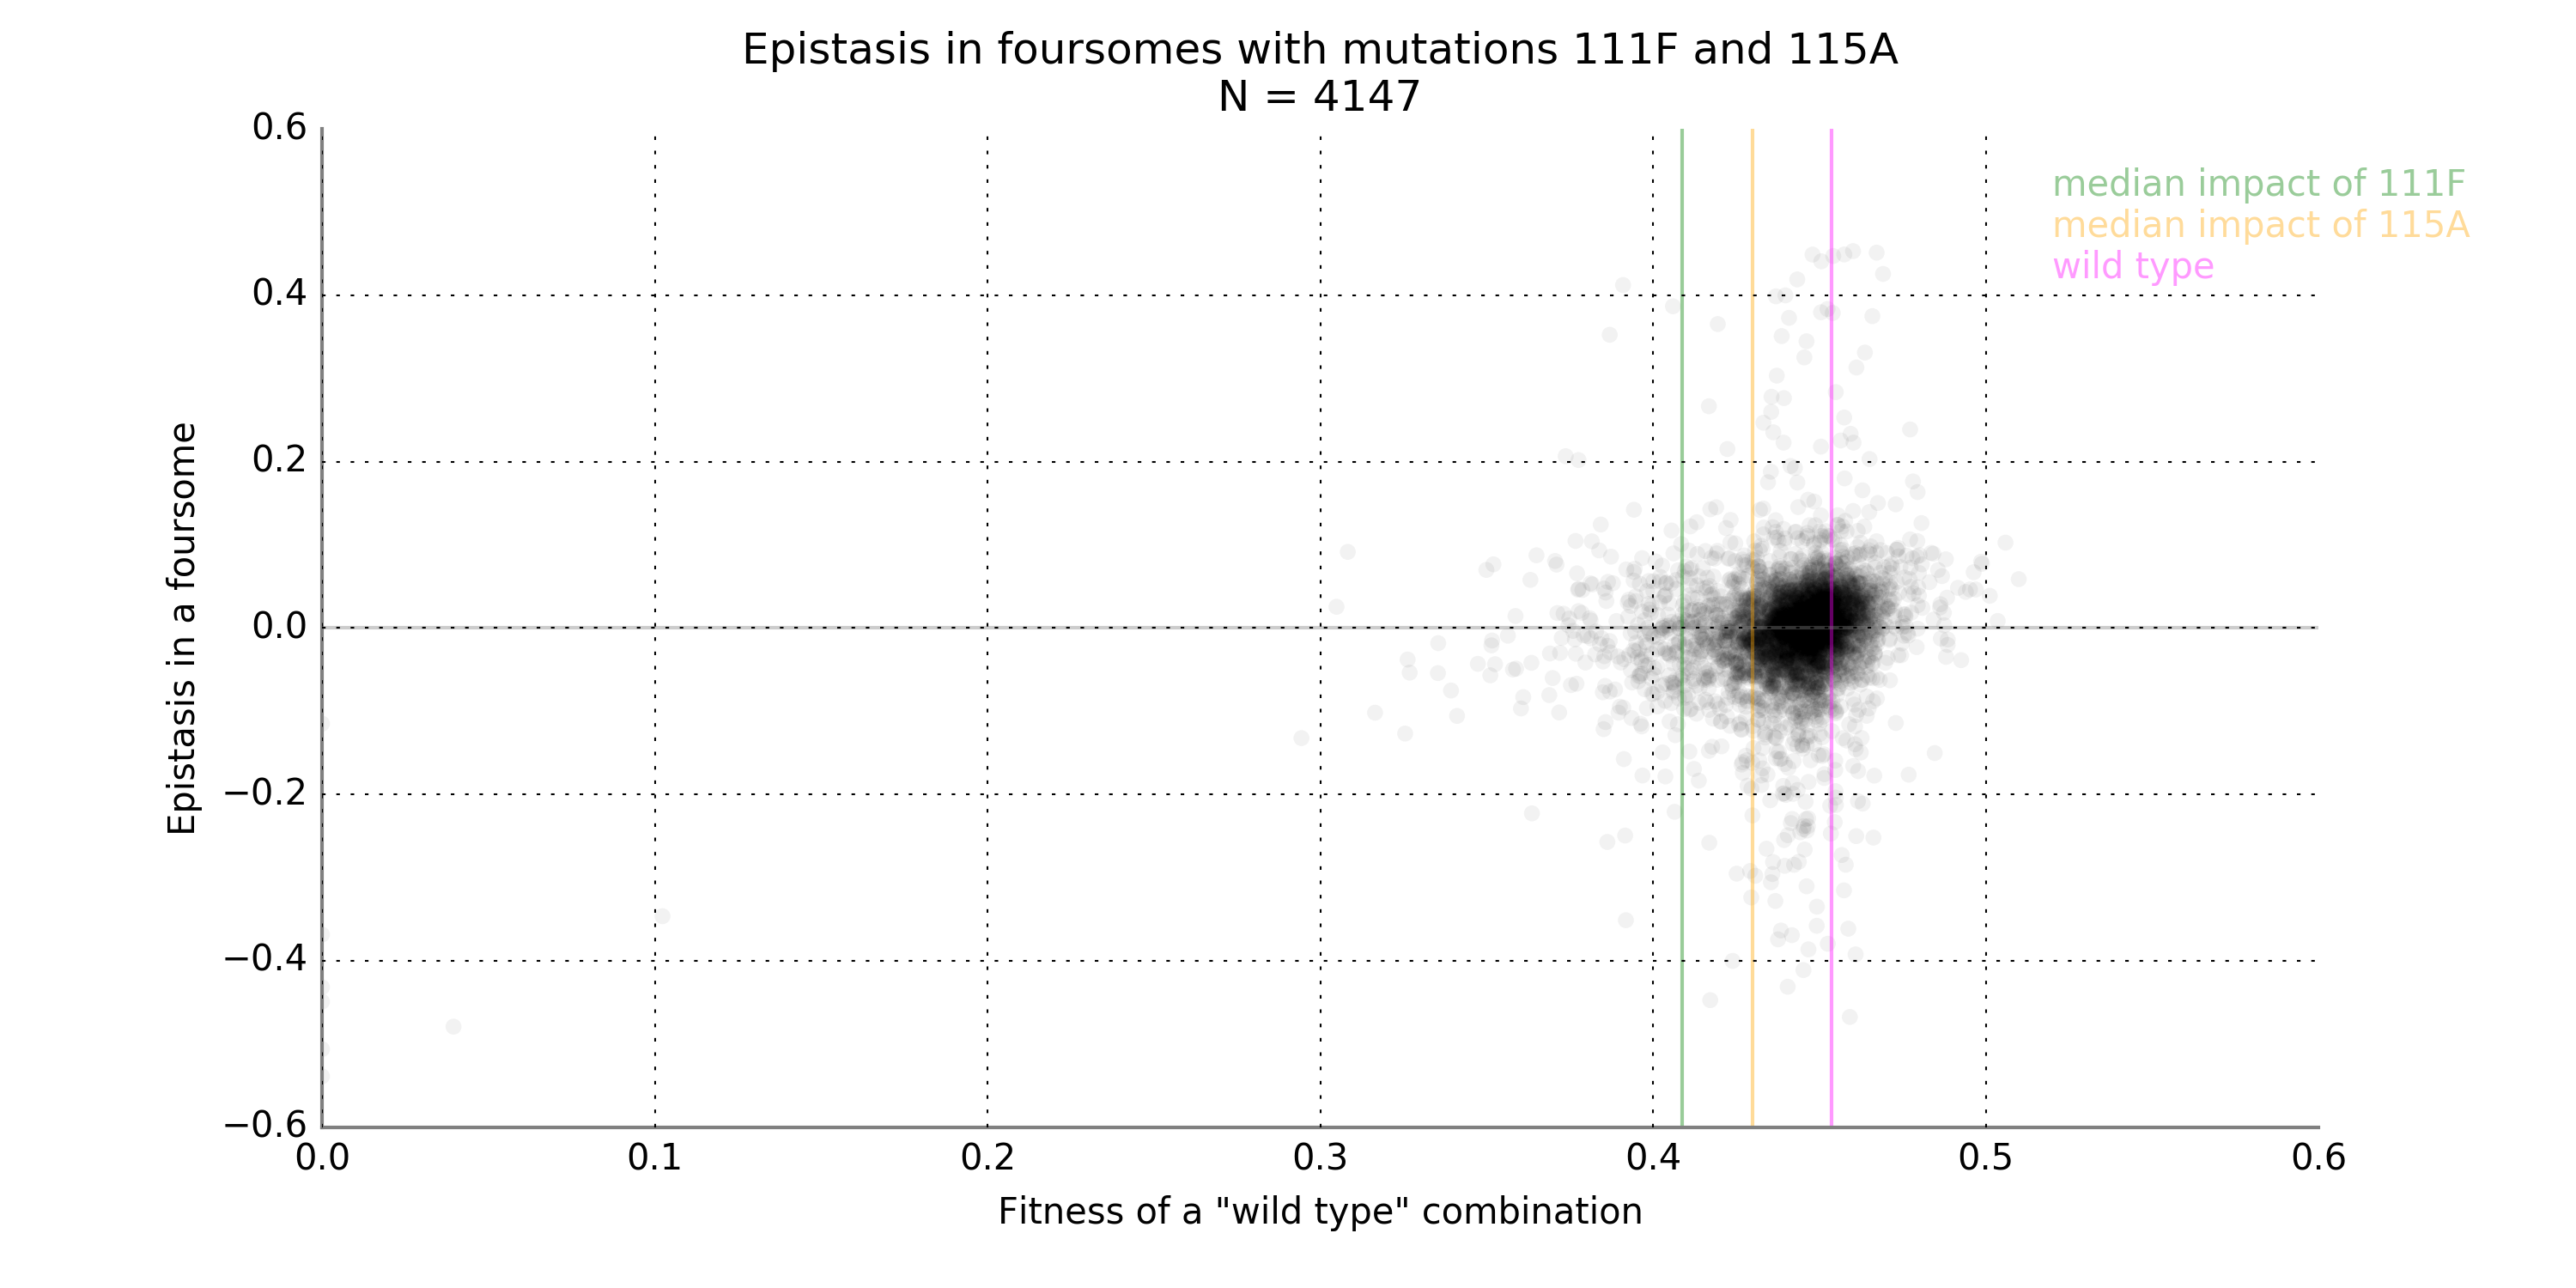 Epistasis in foursomes with mutations 111F and 115A
N = 4147
median impact of 111F
median impact of 115A
wild type
Epistasis in a foursome
0.6
0.4
0.2
0.0
−0.2
−0.4
−0.6
0.0 0.1 0.2 0.3 0.4 0.5 0.6
Fitness of a "wild type" combination